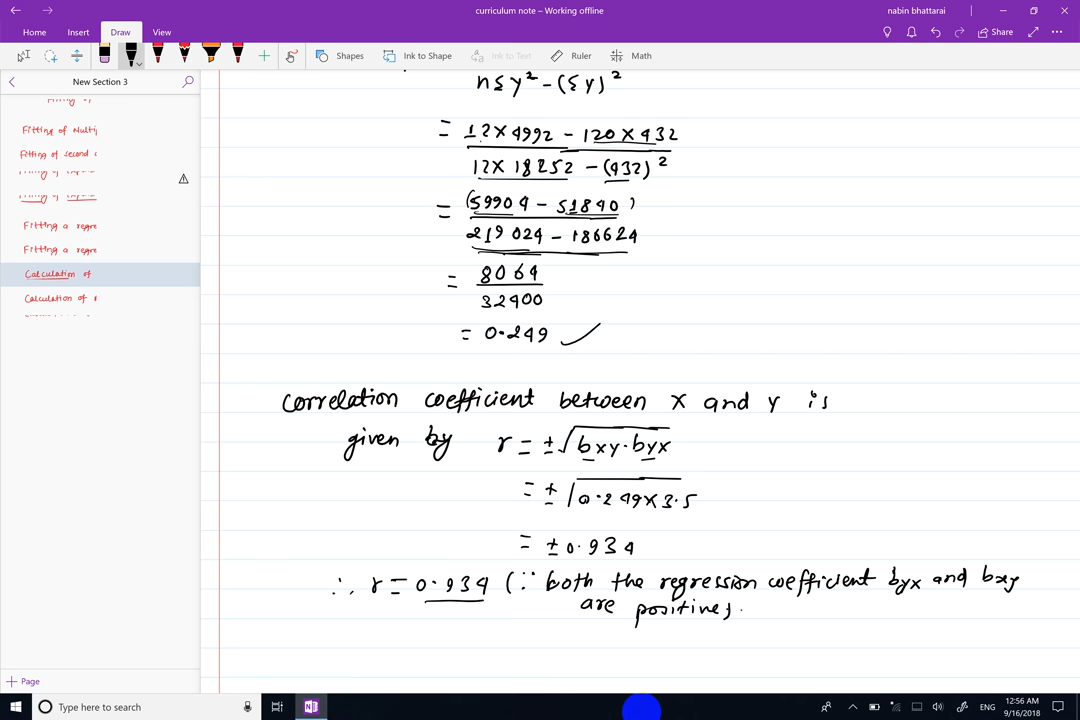 curriculum note – Working offline
nabin bhattarai
Home Insert Draw View
Share
Shapes Ink to Shape Ink to Text Ruler Math
New Section 3
Fitting of
Fitting of Multip
Fitting of second o
Fitting a regre
Fitting a regre
Calculation of
Calculation of
Page
nΣy² – (Σy)²
= 12×4992 – 120×432
12×18252 – (432)²
= (59904 – 51840)
219024 – 186624
= 8064
32400
= 0.249 ✓
Correlation coefficient between x and y is
given by r = ±√bxy.byx
= ±√0.249×3.5
= ±0.934
∴ r = 0.934 (∵ both the regression coefficient byx and bxy
are positive).
Type here to search
ENG
12:56 AM
9/16/2018